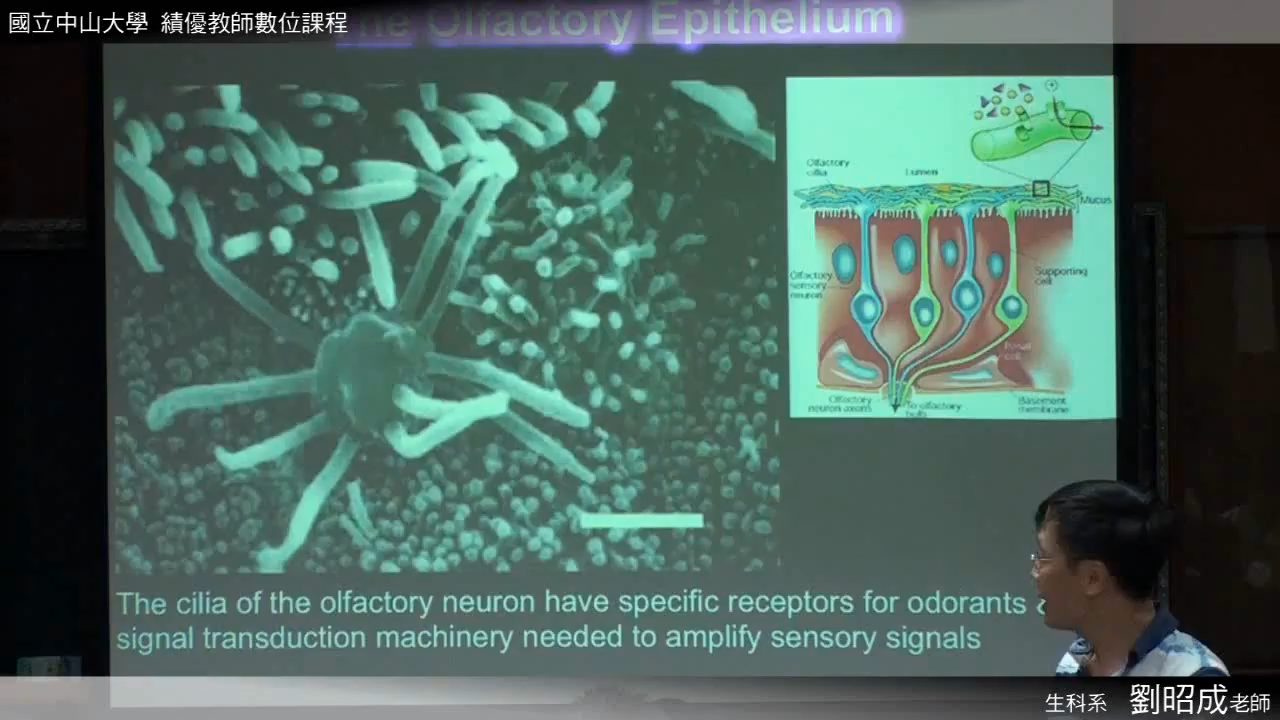 國立中山大學 績優教師數位課程
The Olfactory Epithelium
Olfactory
cilia
Lumen
Mucus
Olfactory
sensory
neuron
Supporting
cell
Basal
cell
Olfactory
neuron axons
To olfactory
bulb
Basement
membrane
The cilia of the olfactory neuron have specific receptors for odorants &
signal transduction machinery needed to amplify sensory signals
生科系 劉昭成老師